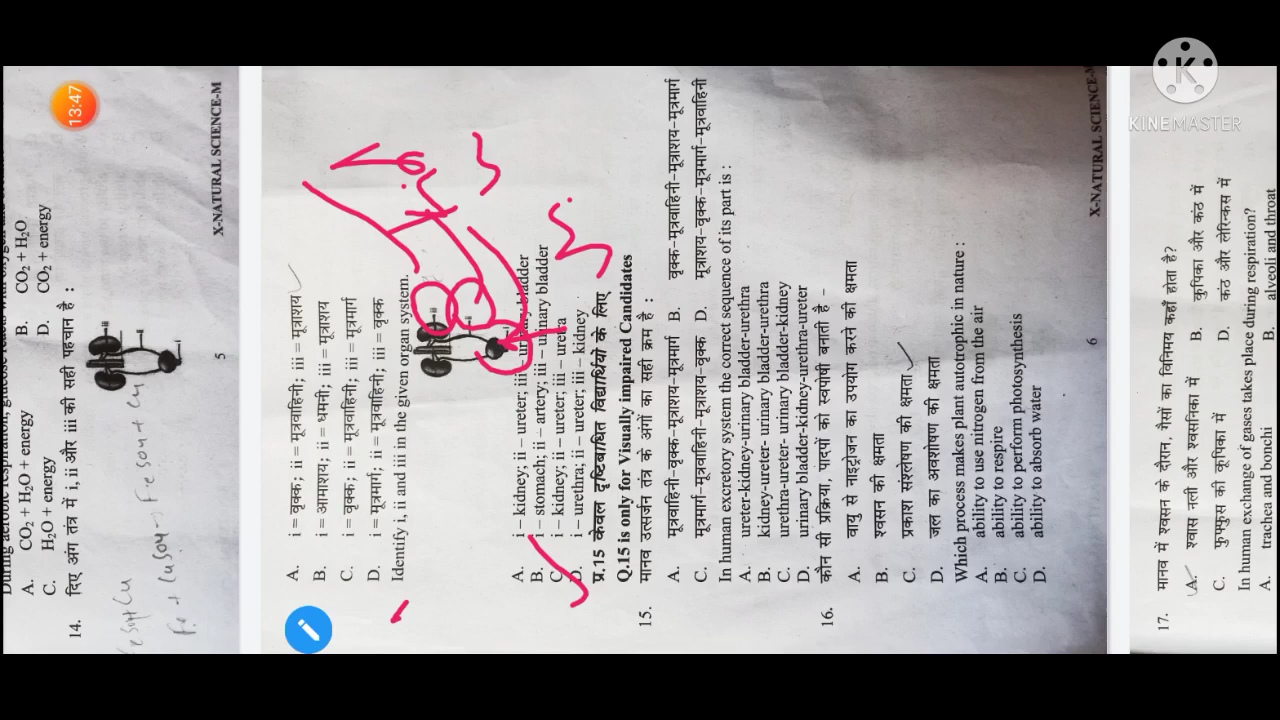 During aerobic respiration, glucose
A. CO₂ + H₂O + energy B. CO₂ + H₂O
C. H₂O + energy D. CO₂ + energy
14. दिए अंग तंत्र में i, ii और iii की सही पहचान है :
iii
ii
i
Fe + CuSO4 → FeSO4 + Cu
5 X-NATURAL SCIENCE-M
A. i = वृक्क; ii = मूत्रवाहिनी; iii = मूत्राशय
B. i = आमाशय; ii = धमनी; iii = मूत्राशय
C. i = वृक्क; ii = मूत्रवाहिनी; iii = मूत्रमार्ग
D. i = मूत्रमार्ग; ii = मूत्रवाहिनी; iii = वृक्क
Identify i, ii and iii in the given organ system.
iii
ii
i
A. i – kidney; ii – ureter; iii – urinary bladder
B. i – stomach; ii – artery; iii – urinary bladder
C. i – kidney; ii – ureter; iii – uretra
D. i – urethra; ii – ureter; iii – kidney
प्र.15 केवल दृष्टिबाधित विद्यार्थियो के लिए
Q.15 is only for Visually impaired Candidates
15. मानव उत्सर्जन तंत्र के अंगों का सही क्रम है :
A. मूत्रवाहिनी-वृक्क-मूत्राशय-मूत्रमार्ग B. वृक्क-मूत्रवाहिनी-मूत्राशय-मूत्रमार्ग
C. मूत्रमार्ग-मूत्रवाहिनी-मूत्राशय-वृक्क D. मूत्राशय-वृक्क-मूत्रमार्ग-मूत्रवाहिनी
In human excretory system the correct sequence of its part is :
A. ureter-kidney-urinary bladder-urethra
B. kidney-ureter- urinary bladder-urethra
C. urethra-ureter- urinary bladder-kidney
D. urinary bladder-kidney-urethra-ureter
16. कौन सी प्रक्रिया, पादपों को स्वपोषी बनाती है -
A. वायु से नाइट्रोजन का उपयोग करने की क्षमता
B. श्वसन की क्षमता
C. प्रकाश संश्लेषण की क्षमता
D. जल का अवशोषण की क्षमता
Which process makes plant autotrophic in nature :
A. ability to use nitrogen from the air
B. ability to respire
C. ability to perform photosynthesis
D. ability to absorb water
6 X-NATURAL SCIENCE-M
17. मानव में श्वसन के दौरान, गैसों का विनिमय कहाँ होता है?
A. श्वास नली और श्वसनिका में B. कुपिका और कंठ में
C. फुफ्फुस की कूपिका में D. कंठ और लेरिन्कस में
In human exchange of gases takes place during respiration?
A. trachea and bonchi B. alveoli and throat
13:47
K
KINEMASTER